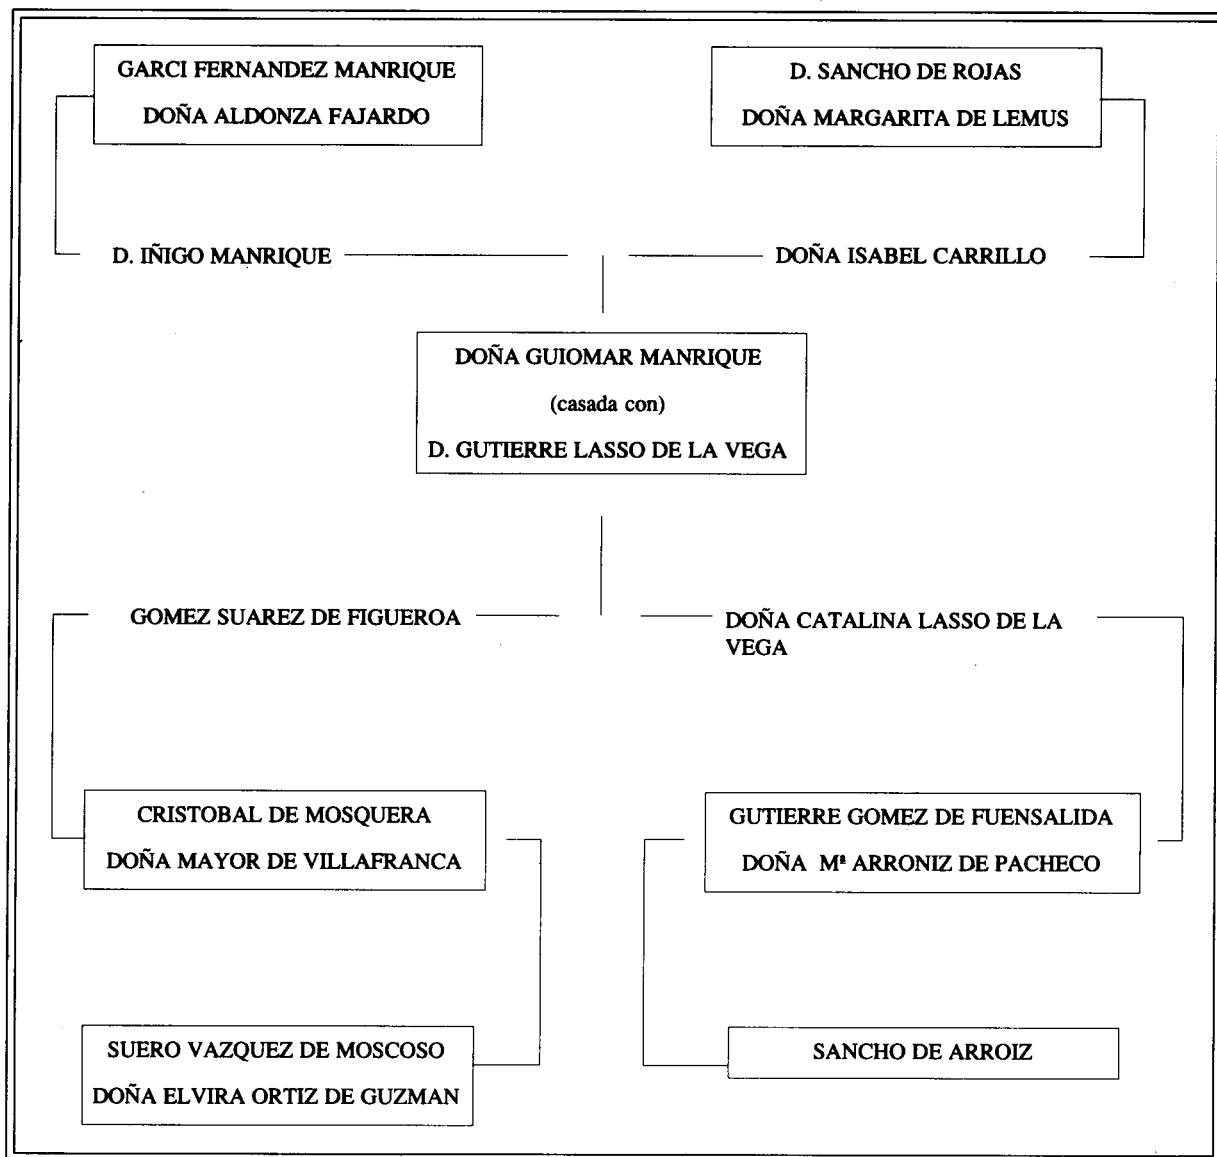 GARCI FERNANDEZ MANRIQUE
DOÑA ALDONZA FAJARDO
D. SANCHO DE ROJAS
DOÑA MARGARITA DE LEMUS
D. IÑIGO MANRIQUE
DOÑA ISABEL CARRILLO
DOÑA GUIOMAR MANRIQUE
(casada con)
D. GUTIERRE LASSO DE LA VEGA
GOMEZ SUAREZ DE FIGUEROA
DOÑA CATALINA LASSO DE LA
VEGA
CRISTOBAL DE MOSQUERA
DOÑA MAYOR DE VILLAFRANCA
GUTIERRE GOMEZ DE FUENSALIDA
DOÑA Mª ARRONIZ DE PACHECO
SUERO VAZQUEZ DE MOSCOSO
DOÑA ELVIRA ORTIZ DE GUZMAN
SANCHO DE ARROIZ